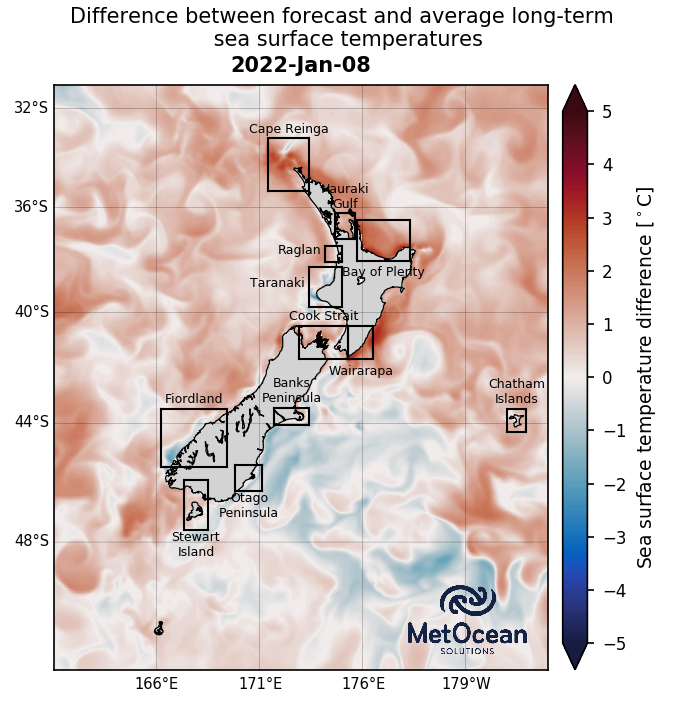 Difference between forecast and average long-term
sea surface temperatures
2022-Jan-08
32°S
36°S
40°S
44°S
48°S
166°E
171°E
176°E
179°W
Cape Reinga
Hauraki
Gulf
Raglan
Bay of Plenty
Taranaki
Cook Strait
Wairarapa
Banks
Peninsula
Fiordland
Chatham
Islands
Otago
Peninsula
Stewart
Island
MetOcean
SOLUTIONS
5
4
3
2
1
0
−1
−2
−3
−4
−5
Sea surface temperature difference [°C]